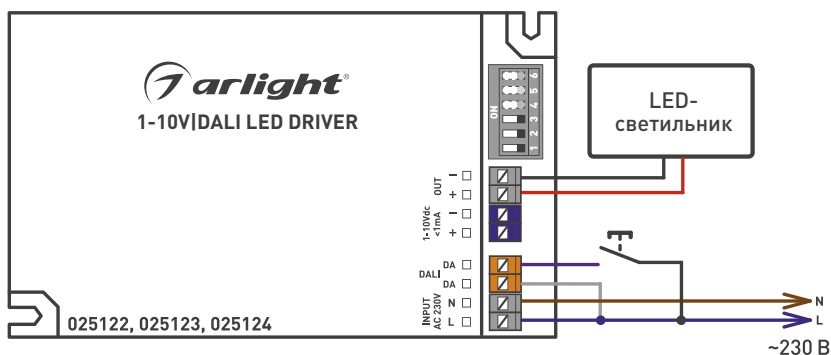 arlight®
1-10V|DALI LED DRIVER
ON
1 2 3 4 5 6
LED-
светильник
OUT
−
+
1-10Vdc
<1mA
−
+
DALI
DA
DA
INPUT
AC 230V
N
L
025122, 025123, 025124
N
L
~230 В